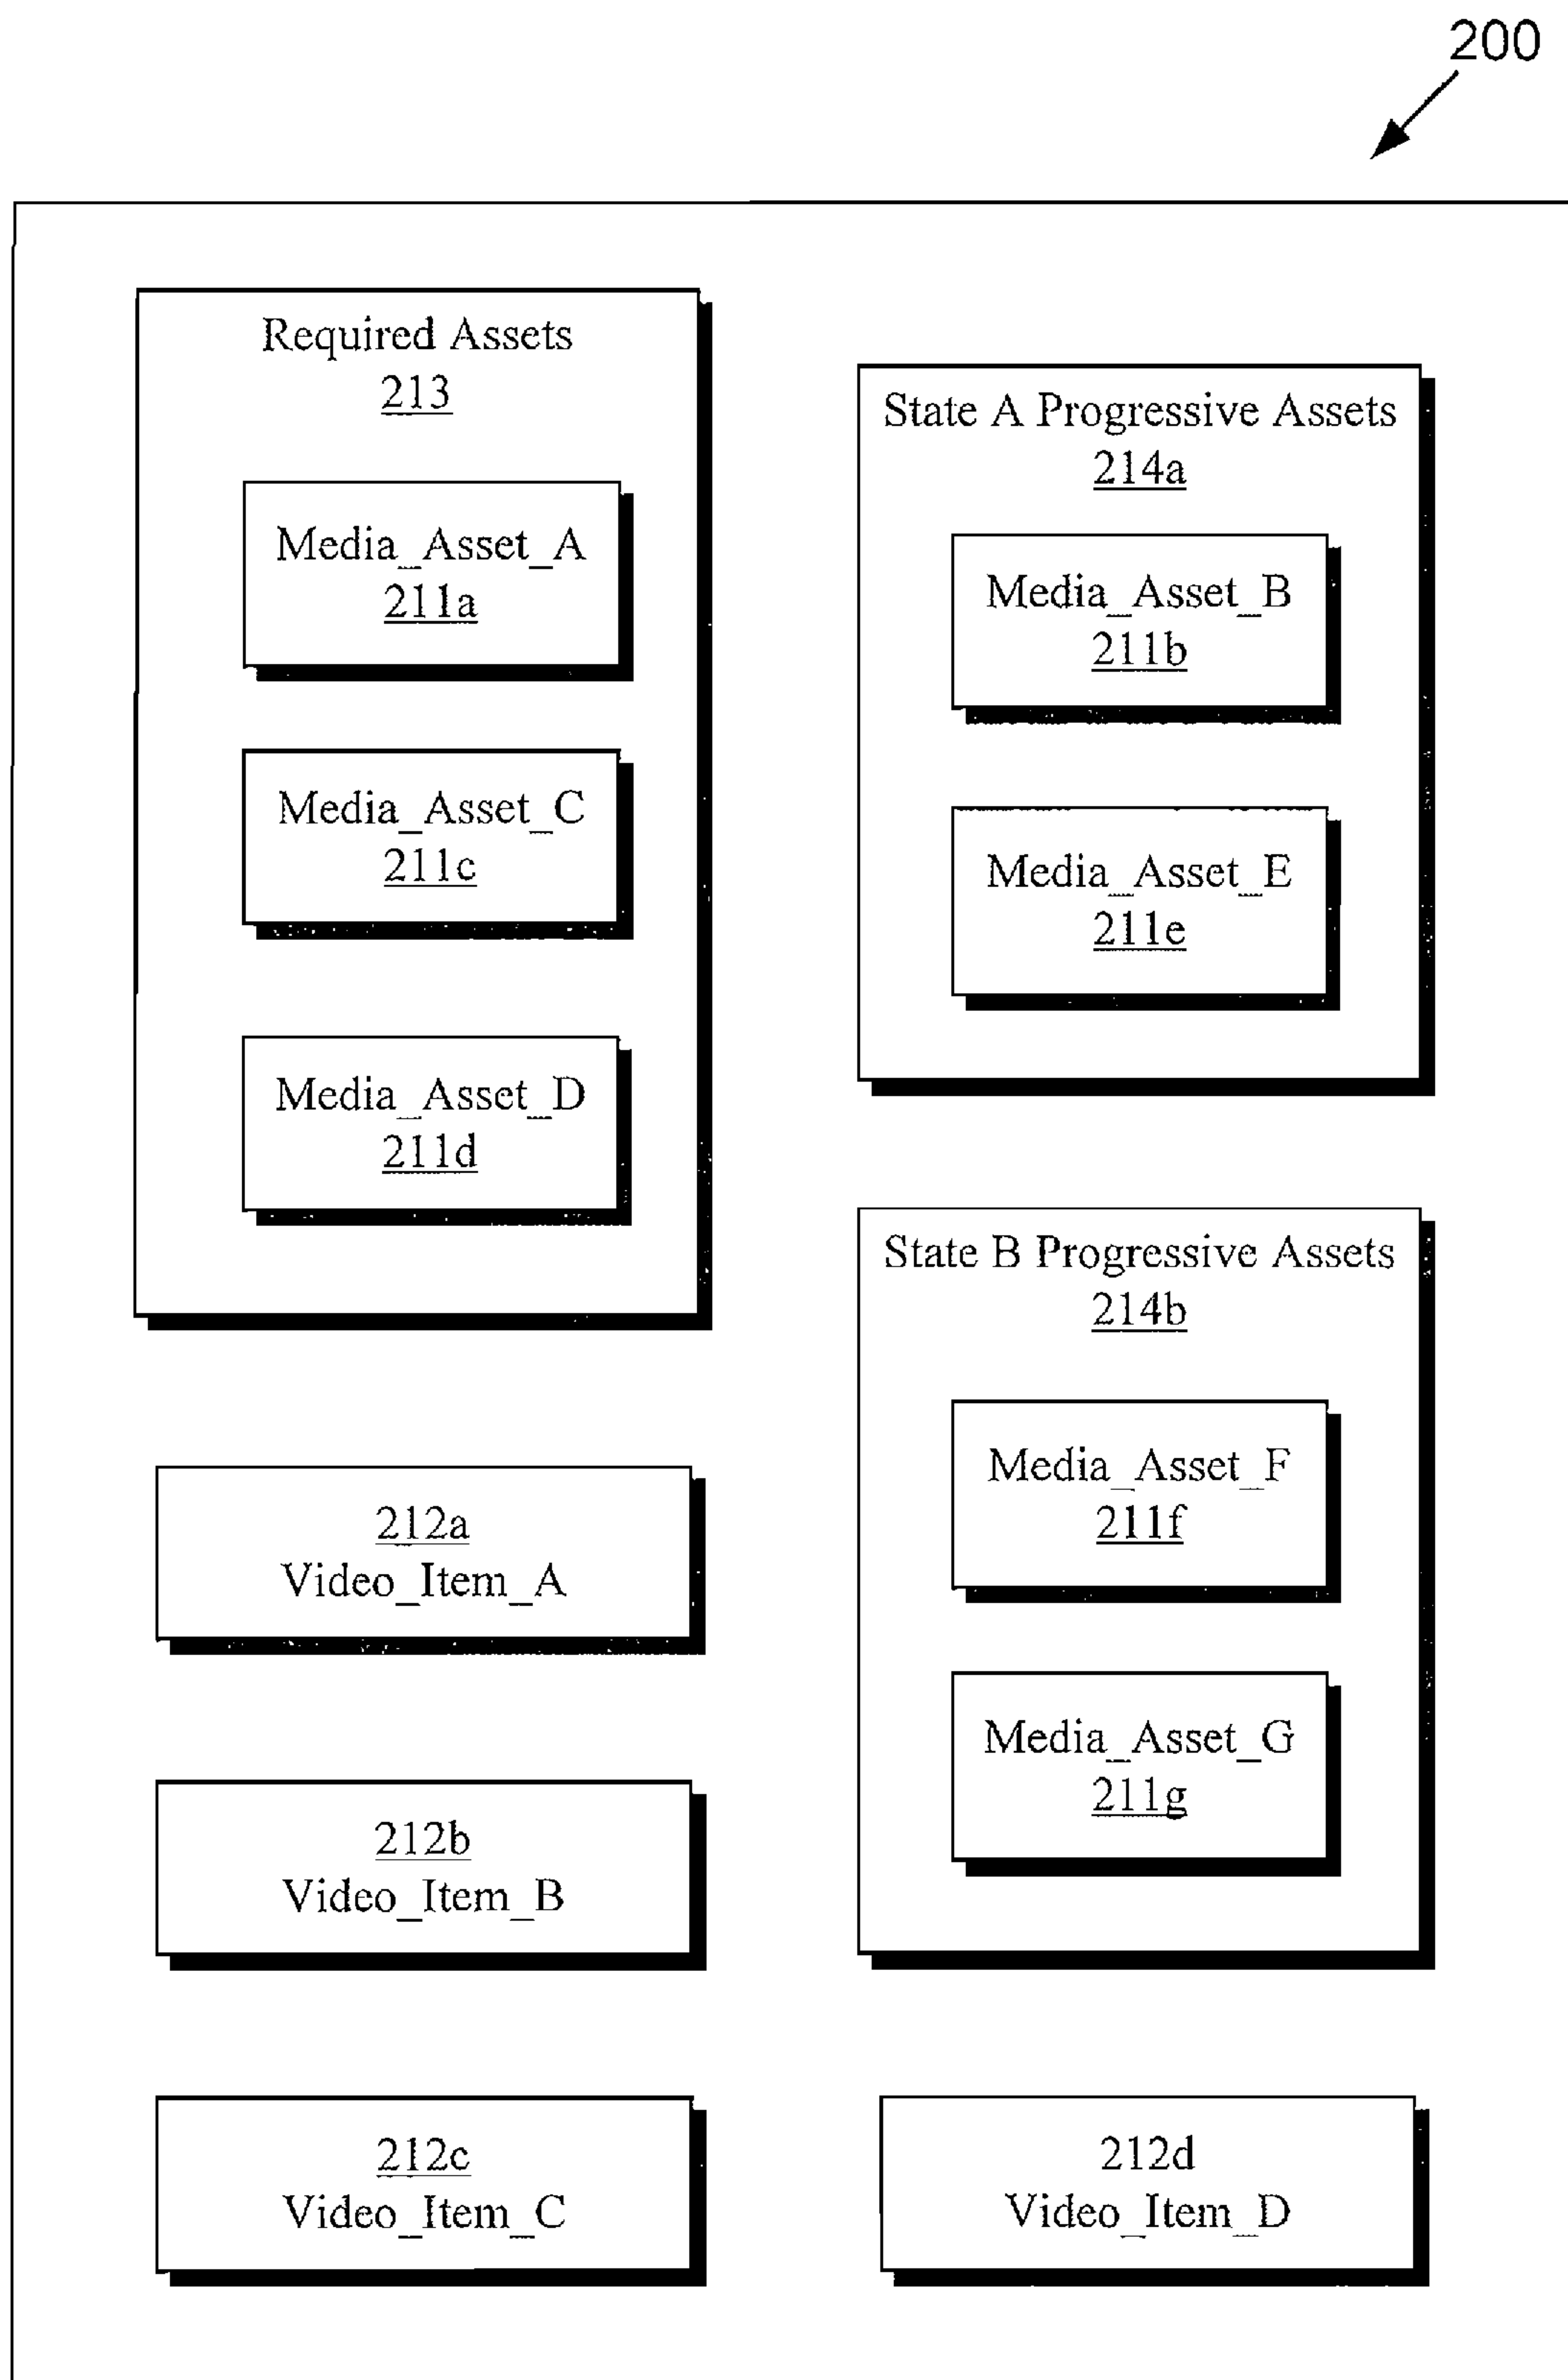 200
Required Assets
213
Media_Asset_A
211a
Media_Asset_C
211c
Media_Asset_D
211d
State A Progressive Assets
214a
Media_Asset_B
211b
Media_Asset_E
211e
State B Progressive Assets
214b
Media_Asset_F
211f
Media_Asset_G
211g
212a
Video_Item_A
212b
Video_Item_B
212c
Video_Item_C
212d
Video_Item_D